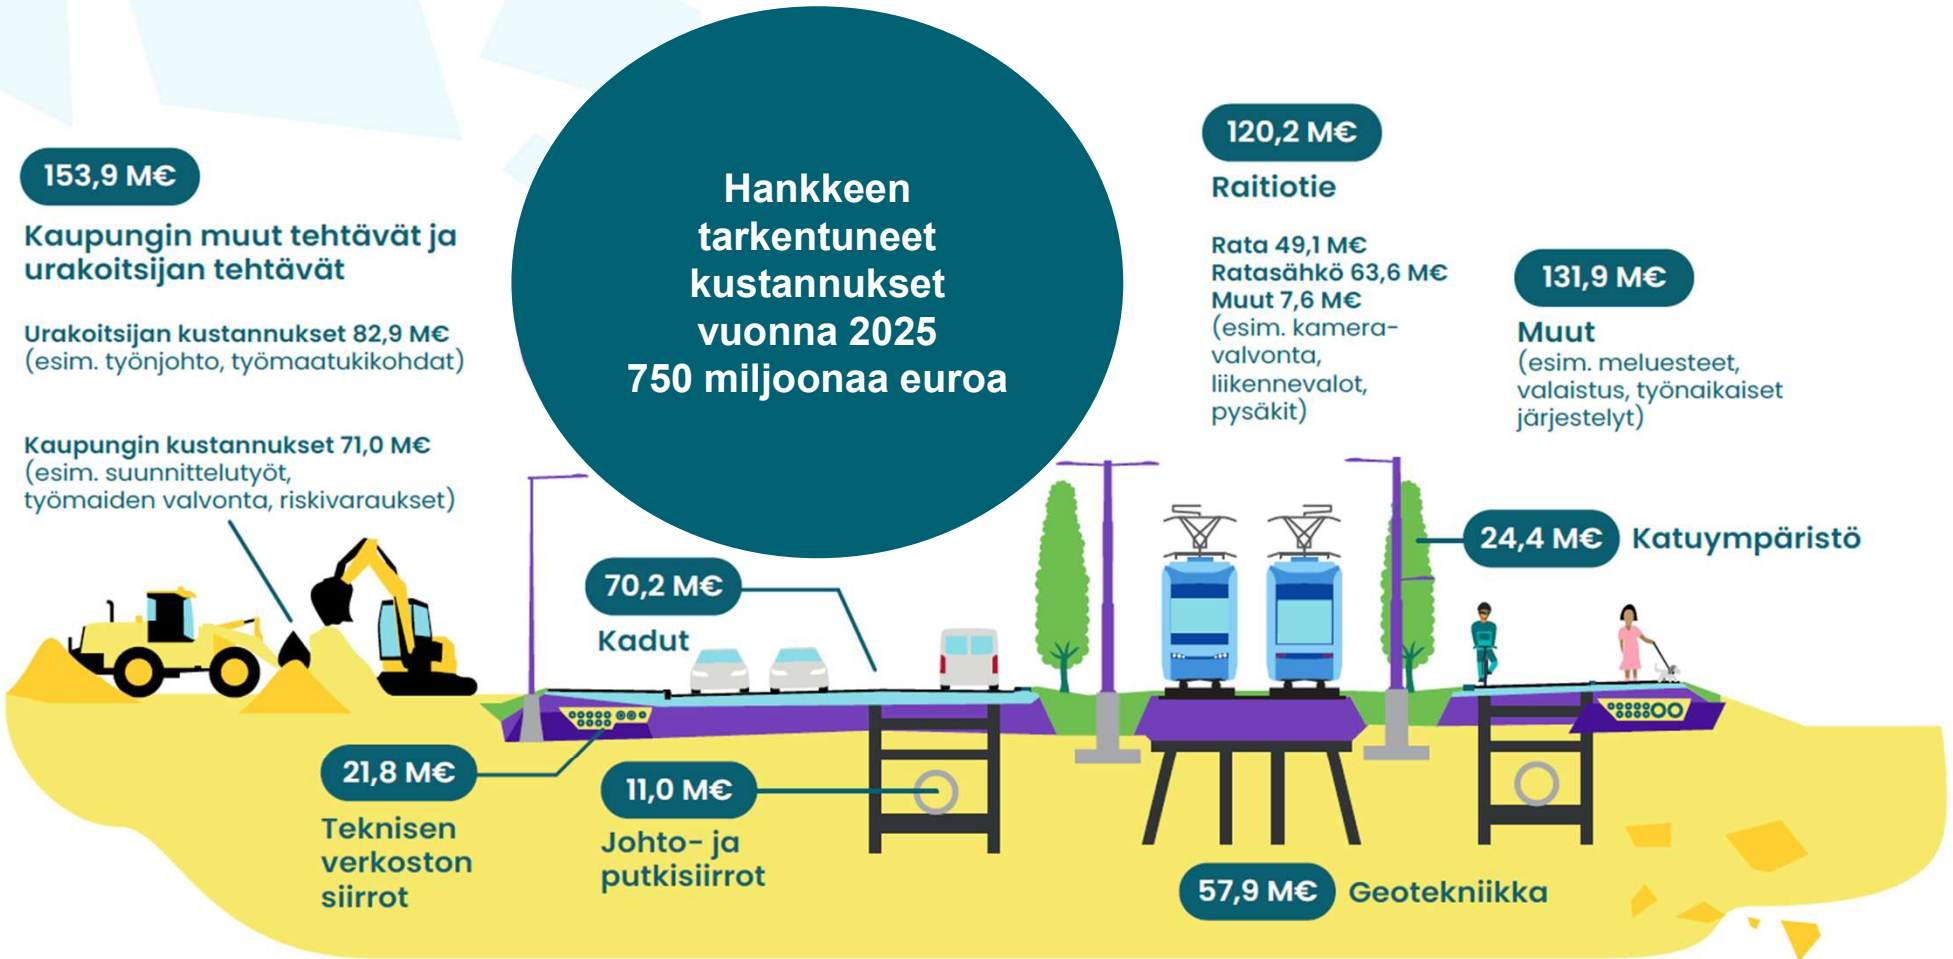 153,9 M€
Kaupungin muut tehtävät ja
urakoitsijan tehtävät
Urakoitsijan kustannukset 82,9 M€
(esim. työnjohto, työmaatukikohdat)
Kaupungin kustannukset 71,0 M€
(esim. suunnittelutyöt,
työmaiden valvonta, riskivaraukset)
Hankkeen
tarkentuneet
kustannukset
vuonna 2025
750 miljoonaa euroa
120,2 M€
Raitiotie
Rata 49,1 M€
Ratasähkö 63,6 M€
Muut 7,6 M€
(esim. kamera-
valvonta,
liikennevalot,
pysäkit)
131,9 M€
Muut
(esim. meluesteet,
valaistus, työnaikaiset
järjestelyt)
24,4 M€ Katuympäristö
70,2 M€
Kadut
21,8 M€
Teknisen
verkoston
siirrot
11,0 M€
Johto- ja
putkisiirrot
57,9 M€ Geotekniikka